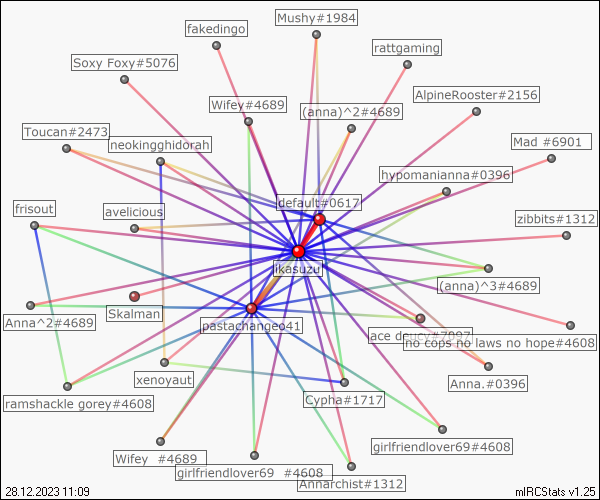 Mushy#1984
fakedingo
rattgaming
Soxy Foxy#5076
AlpineRooster#2156
Wifey#4689
(anna)^2#4689
Toucan#2473
neokingghidorah
Mad #6901
hypomanianna#0396
default#0617
frisout
avelicious
zibbits#1312
likasuzu
(anna)^3#4689
Skalman
Anna^2#4689
pastachangeo41
ace deucy#7097
no cops no laws no hope#4608
xenoyaut
Anna.#0396
ramshackle gorey#4608
Cypha#1717
girlfriendlover69#4608
Wifey #4689
girlfriendlover69 #4608
Annarchist#1312
28.12.2023 11:09
mIRCStats v1.25